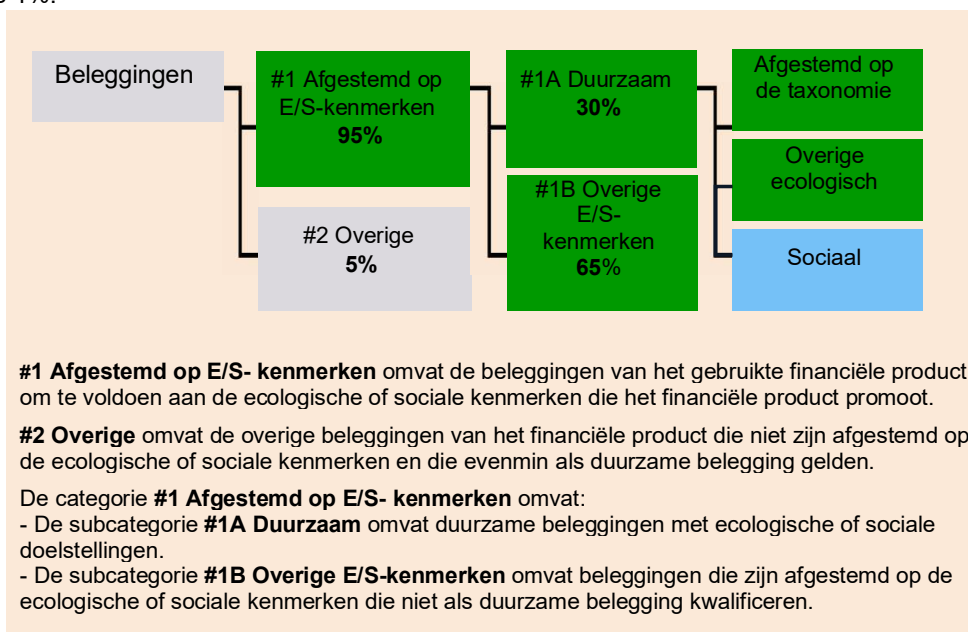 Beleggingen
#1 Afgestemd op
E/S-kenmerken
95%
#2 Overige
5%
#1A Duurzaam
30%
#1B Overige
E/S-
kenmerken
65%
Afgestemd op
de taxonomie
Overige
ecologisch
Sociaal
#1 Afgestemd op E/S- kenmerken omvat de beleggingen van het gebruikte financiële product
om te voldoen aan de ecologische of sociale kenmerken die het financiële product promoot.
#2 Overige omvat de overige beleggingen van het financiële product die niet zijn afgestemd op
de ecologische of sociale kenmerken en die evenmin als duurzame belegging gelden.
De categorie #1 Afgestemd op E/S- kenmerken omvat:
- De subcategorie #1A Duurzaam omvat duurzame beleggingen met ecologische of sociale
doelstellingen.
- De subcategorie #1B Overige E/S-kenmerken omvat beleggingen die zijn afgestemd op de
ecologische of sociale kenmerken die niet als duurzame belegging kwalificeren.